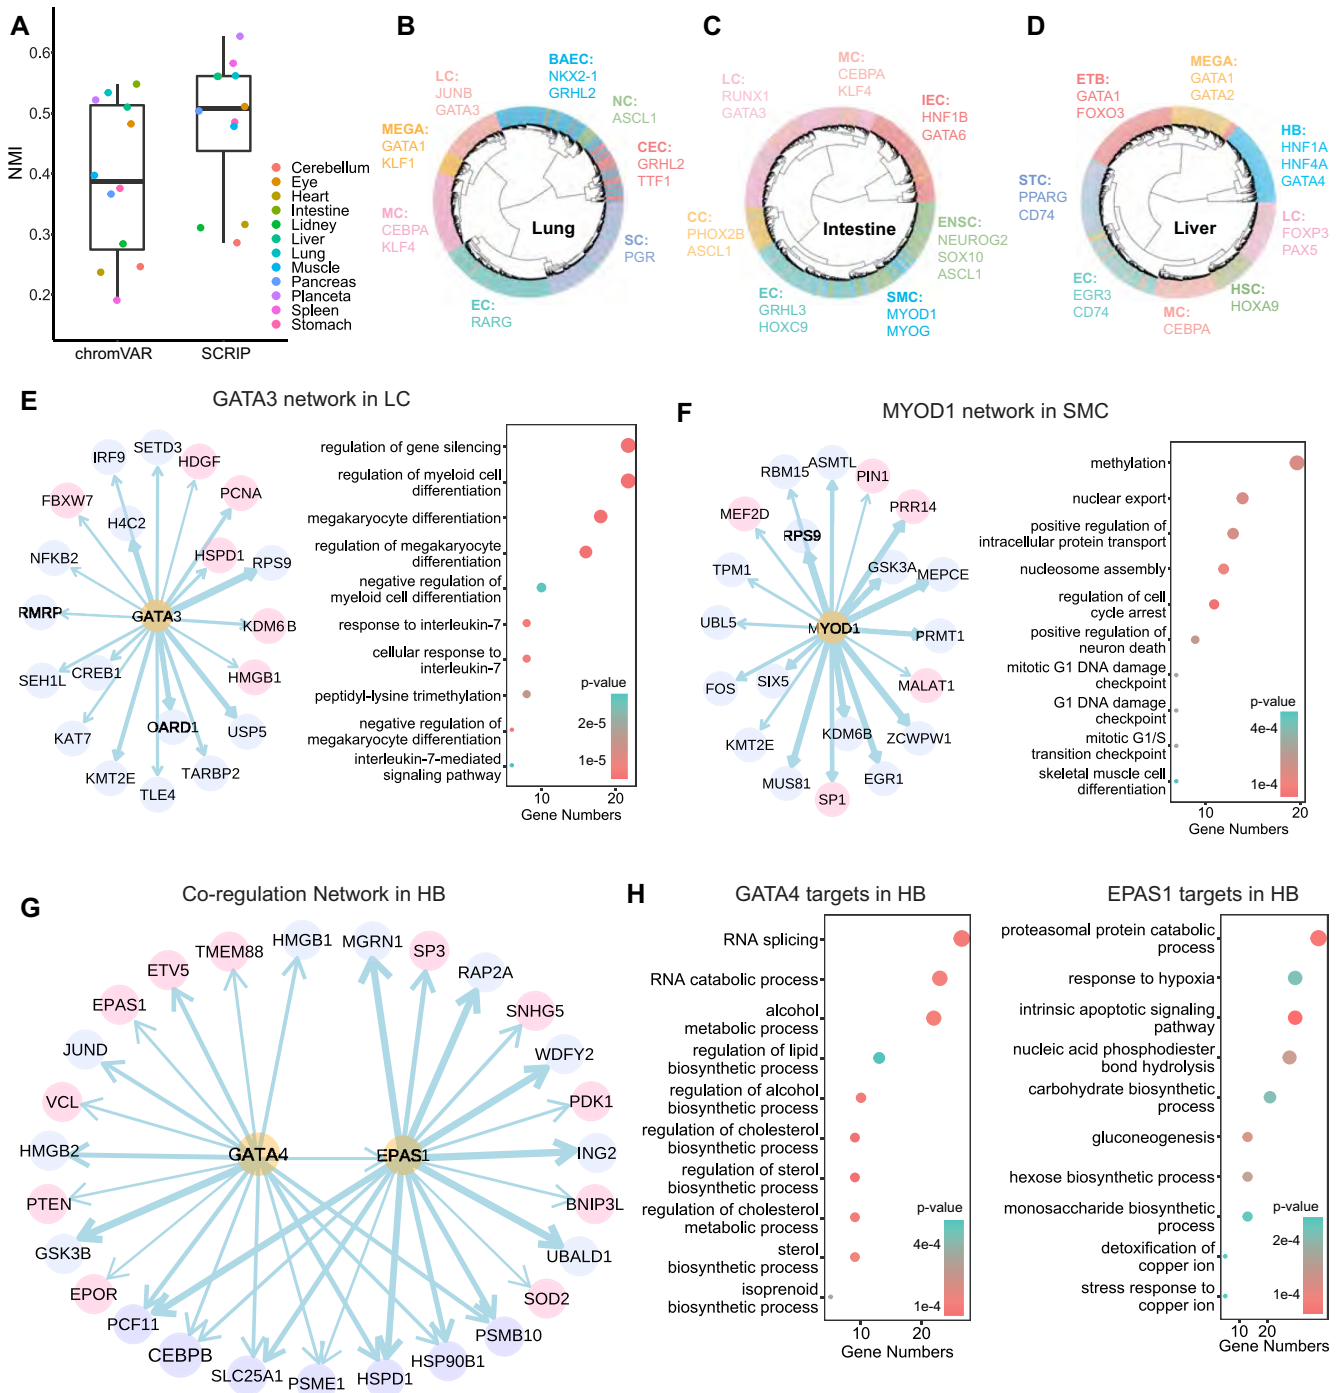 A
NMI
0.6
0.5
0.4
0.3
0.2
chromVAR
SCRIP
Cerebellum
Eye
Heart
Intestine
Lidney
Liver
Lung
Muscle
Pancreas
Planceta
Spleen
Stomach
B
LC:
JUNB
GATA3
BAEC:
NKX2-1
GRHL2
NC:
ASCL1
MEGA:
GATA1
KLF1
CEC:
GRHL2
TTF1
MC:
CEBPA
KLF4
Lung
SC:
PGR
EC:
RARG
C
LC:
RUNX1
GATA3
MC:
CEBPA
KLF4
IEC:
HNF1B
GATA6
CC:
PHOX2B
ASCL1
Intestine
ENSC:
NEUROG2
SOX10
ASCL1
EC:
GRHL3
HOXC9
SMC:
MYOD1
MYOG
D
ETB:
GATA1
FOXO3
MEGA:
GATA1
GATA2
HB:
HNF1A
HNF4A
GATA4
STC:
PPARG
CD74
Liver
LC:
FOXP3
PAX5
EC:
EGR3
CD74
HSC:
HOXA9
MC:
CEBPA
E
GATA3 network in LC
SETD3
IRF9
HDGF
FBXW7
PCNA
H4C2
HSPD1
NFKB2
RPS9
RMRP
GATA3
KDM6B
CREB1
SEH1L
HMGB1
OARD1
KAT7
USP5
KMT2E
TARBP2
TLE4
regulation of gene silencing
regulation of myeloid cell
differentiation
megakaryocyte differentiation
regulation of megakaryocyte
differentiation
negative regulation of
myeloid cell differentiation
response to interleukin-7
cellular response to
interleukin-7
peptidyl-lysine trimethylation
negative regulation of
megakaryocyte differentiation
interleukin-7-mediated
signaling pathway
p-value
2e-5
1e-5
10
20
Gene Numbers
F
MYOD1 network in SMC
ASMTL
RBM15
PIN1
MEF2D
PRR14
RPS9
GSK3A
TPM1
MEPCE
UBL5
MYOD1
PRMT1
SIX5
FOS
MALAT1
KDM6B
KMT2E
ZCWPW1
MUS81
EGR1
SP1
methylation
nuclear export
positive regulation of
intracellular protein transport
nucleosome assembly
regulation of cell
cycle arrest
positive regulation of
neuron death
mitotic G1 DNA damage
checkpoint
G1 DNA damage
checkpoint
mitotic G1/S
transition checkpoint
skeletal muscle cell
differentiation
p-value
4e-4
1e-4
10
20
Gene Numbers
G
Co-regulation Network in HB
HMGB1
MGRN1
TMEM88
SP3
ETV5
RAP2A
EPAS1
SNHG5
JUND
WDFY2
VCL
PDK1
HMGB2
GATA4
EPAS1
ING2
PTEN
BNIP3L
GSK3B
UBALD1
EPOR
SOD2
PCF11
PSMB10
CEBPB
HSP90B1
SLC25A1
HSPD1
PSME1
H
GATA4 targets in HB
RNA splicing
RNA catabolic process
alcohol
metabolic process
regulation of lipid
biosynthetic process
regulation of alcohol
biosynthetic process
regulation of cholesterol
biosynthetic process
regulation of sterol
biosynthetic process
regulation of cholesterol
metabolic process
sterol
biosynthetic process
isoprenoid
biosynthetic process
p-value
4e-4
1e-4
10
20
Gene Numbers
EPAS1 targets in HB
proteasomal protein catabolic
process
response to hypoxia
intrinsic apoptotic signaling
pathway
nucleic acid phosphodiester
bond hydrolysis
carbohydrate biosynthetic
process
gluconeogenesis
hexose biosynthetic process
monosaccharide biosynthetic
process
detoxification of
copper ion
stress response to
copper ion
p-value
2e-4
1e-4
10
20
Gene Numbers